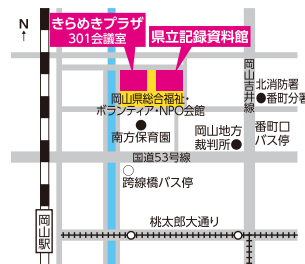 N
きらめきプラザ
301会議室
県立記録資料館
岡山県総合福祉・
ボランティア・NPO会館
南方保育園
国道53号線
跨線橋バス停
岡山地方
裁判所
岡山吉井線
北消防署
番町分署
番町口
バス停
岡山駅
桃太郎大通り